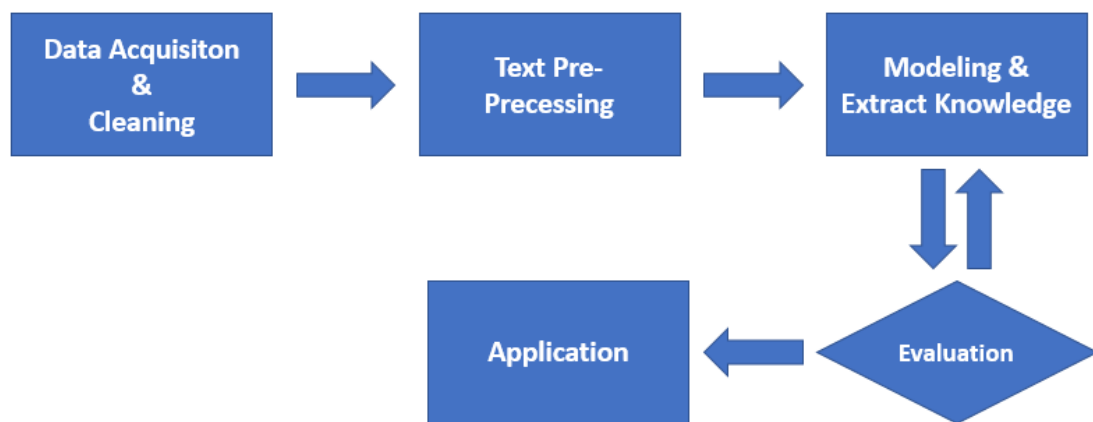 Data Acquisiton
&
Cleaning
Text Pre-
Precessing
Modeling &
Extract Knowledge
Evaluation
Application